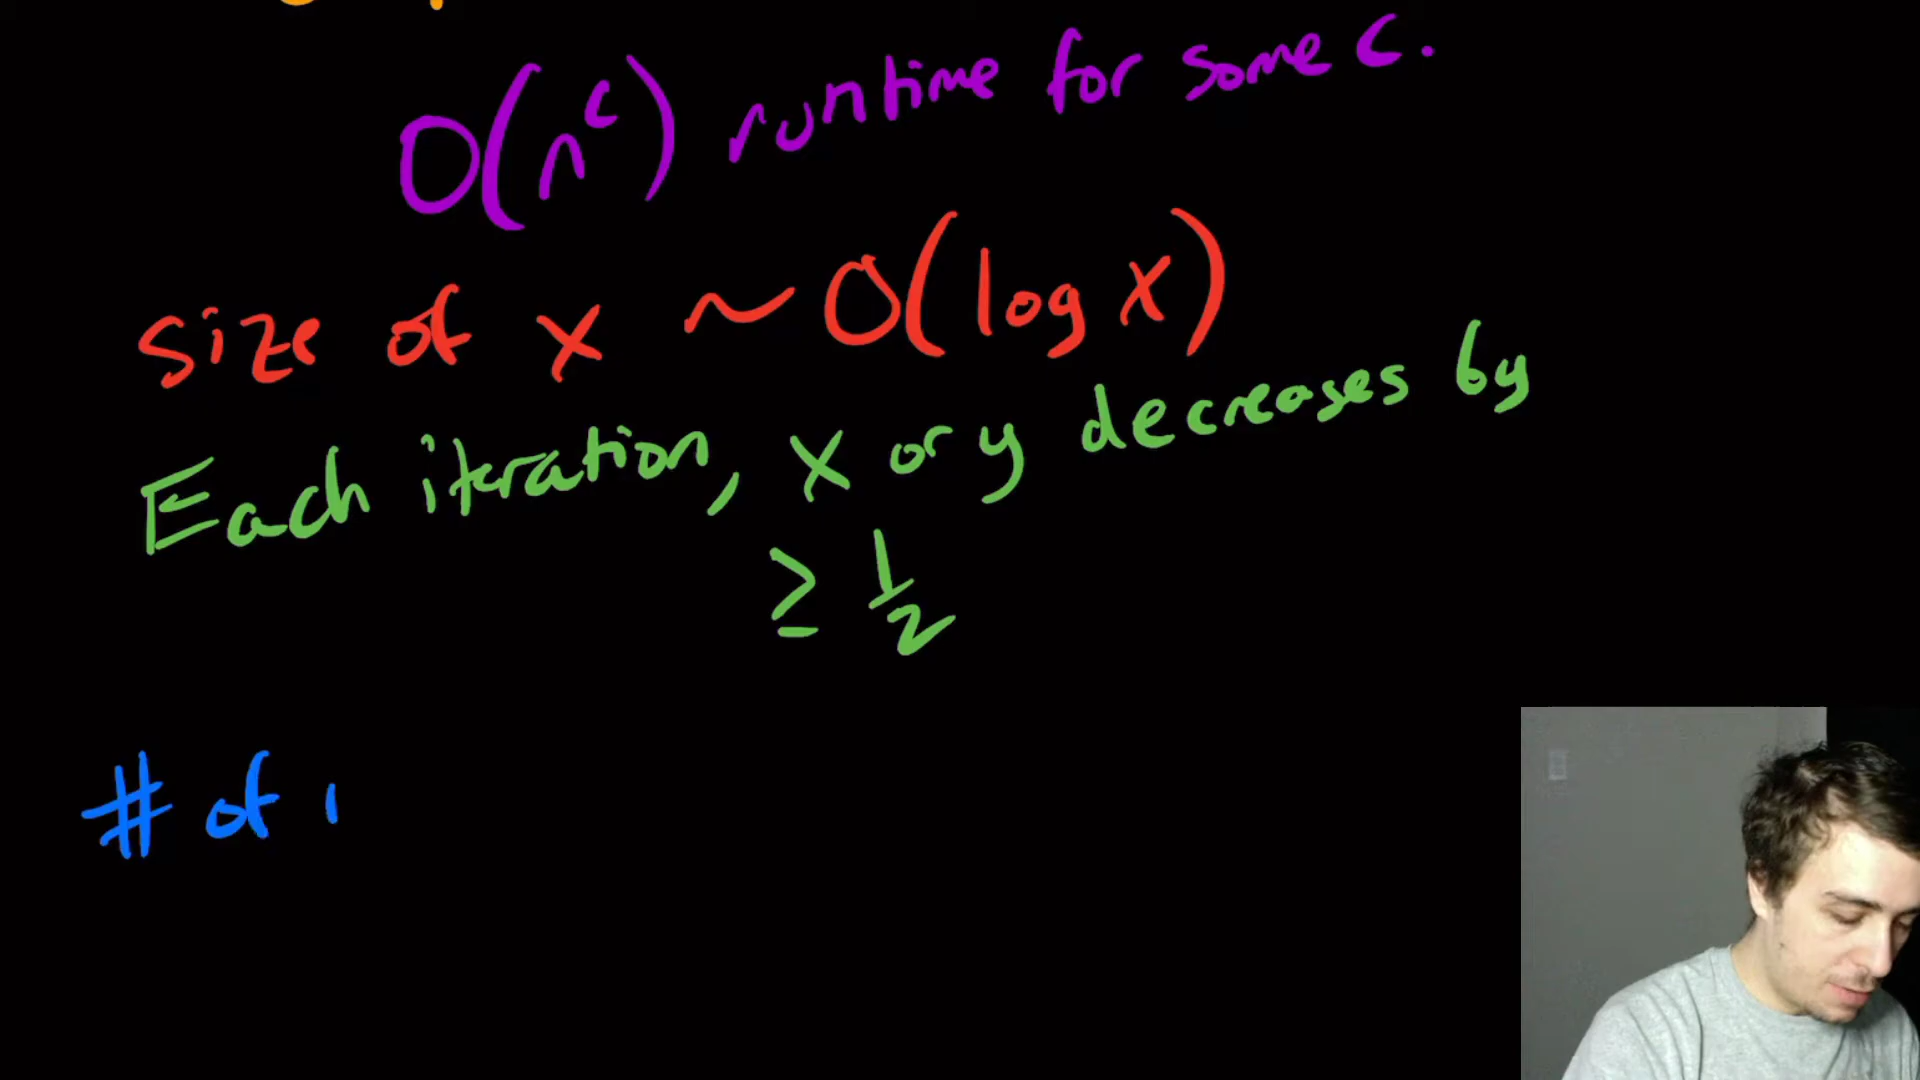 O(n^c) runtime for some c.
size of x ~ O(log x)
Each iteration, x or y decreases by
≥ 1/2
# of